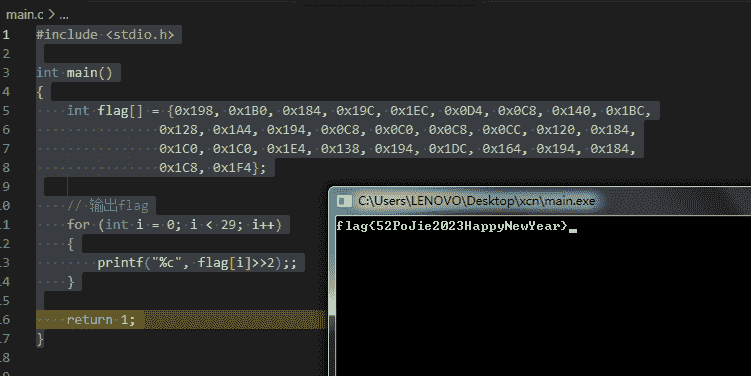 main.c > ...
1 #include <stdio.h>
2
3 int main()
4 {
5     int flag[] = {0x198, 0x1B0, 0x184, 0x19C, 0x1EC, 0x0D4, 0x0C8, 0x140, 0x1BC,
6             0x128, 0x1A4, 0x194, 0x0C8, 0x0C0, 0x0C8, 0x0CC, 0x120, 0x184,
7             0x1C0, 0x1C0, 0x1E4, 0x138, 0x194, 0x1DC, 0x164, 0x194, 0x184,
8             0x1C8, 0x1F4};
9
10     // 输出flag
11     for (int i = 0; i < 29; i++)
12     {
13         printf("%c", flag[i]>>2);;
14     }
15
16     return 1;
17 }
18
C:\Users\LENOVO\Desktop\xcn\main.exe
flag{52PoJie2023HappyNewYear}